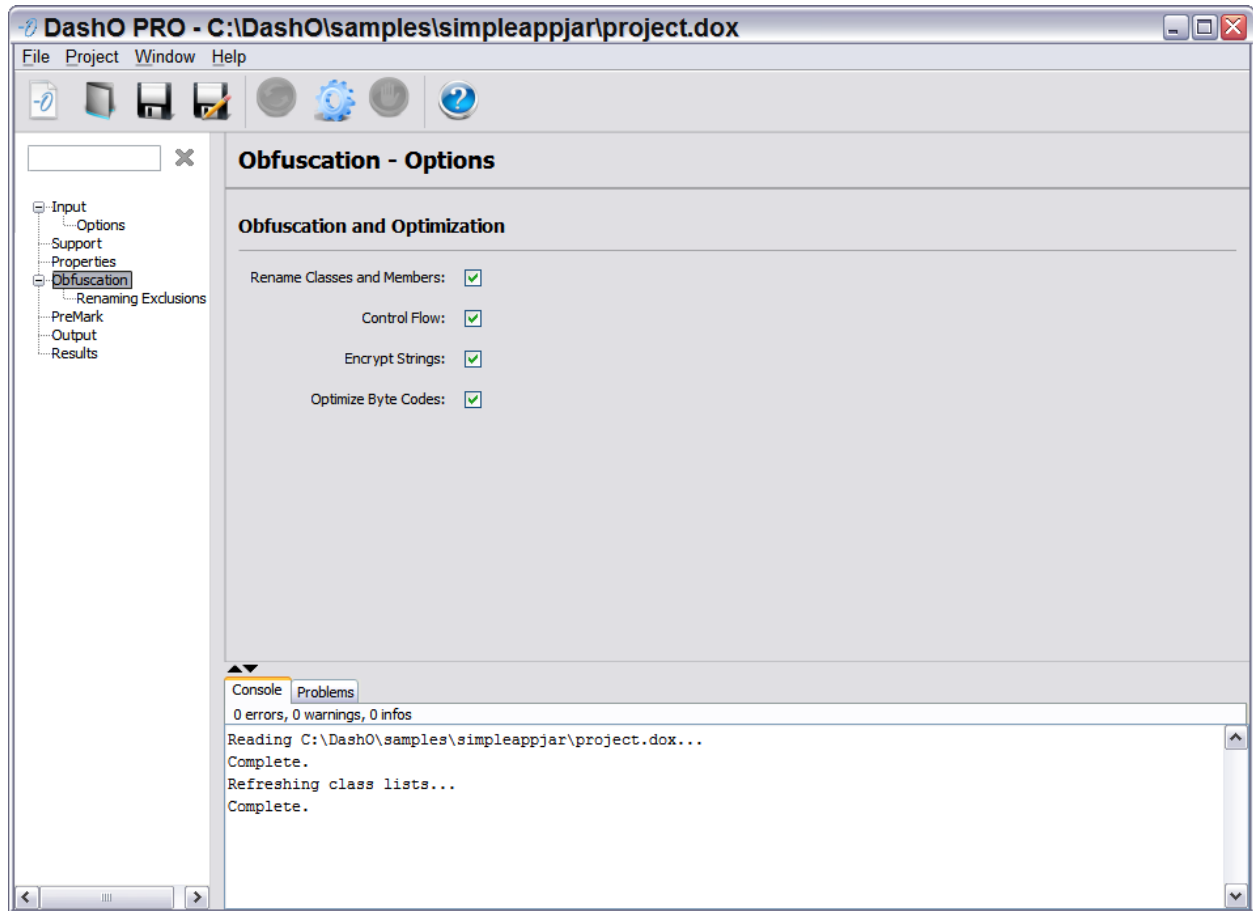 DashO PRO - C:\DashO\samples\simpleappjar\project.dox
File Project Window Help
Obfuscation - Options
Input
Options
Support
Properties
Obfuscation
Renaming Exclusions
PreMark
Output
Results
Obfuscation and Optimization
Rename Classes and Members:
Control Flow:
Encrypt Strings:
Optimize Byte Codes:
Console Problems
0 errors, 0 warnings, 0 infos
Reading C:\DashO\samples\simpleappjar\project.dox...
Complete.
Refreshing class lists...
Complete.